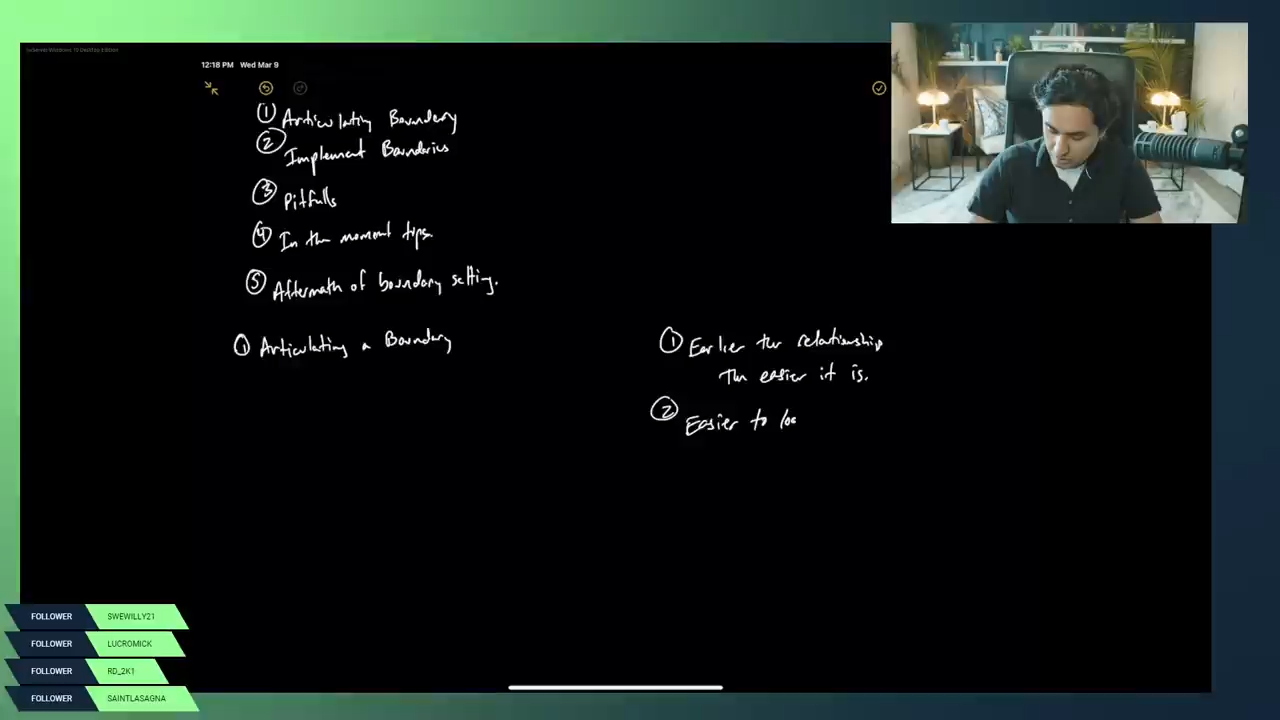 12:18 PM Wed Mar 9
① Articulating Boundary
② Implement Boundaries
③ Pitfalls
④ In the moment tips.
⑤ Aftermath of boundary setting.
① Articulating a Boundary
① Earlier the relationship
the easier it is.
② Easier to loo
FOLLOWER SWEWILLY21
FOLLOWER LUCROMICK
FOLLOWER RD_2K1
FOLLOWER SAINTLASAGNA